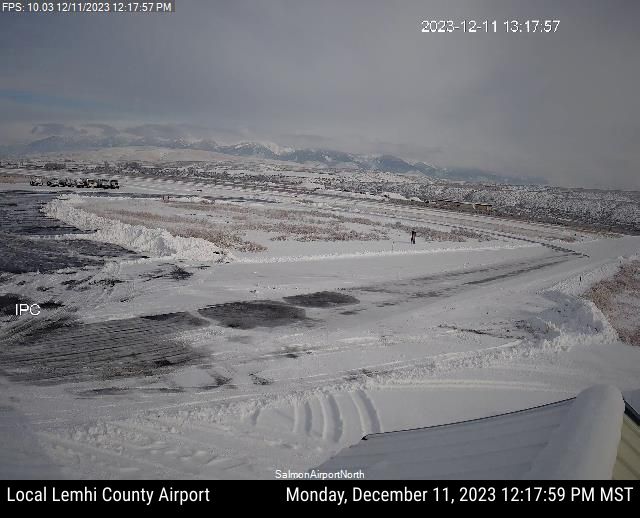 FPS: 10.03 12/11/2023 12:17:57 PM
2023-12-11 13:17:57
IPC
SalmonAirportNorth
Local Lemhi County Airport Monday, December 11, 2023 12:17:59 PM MST